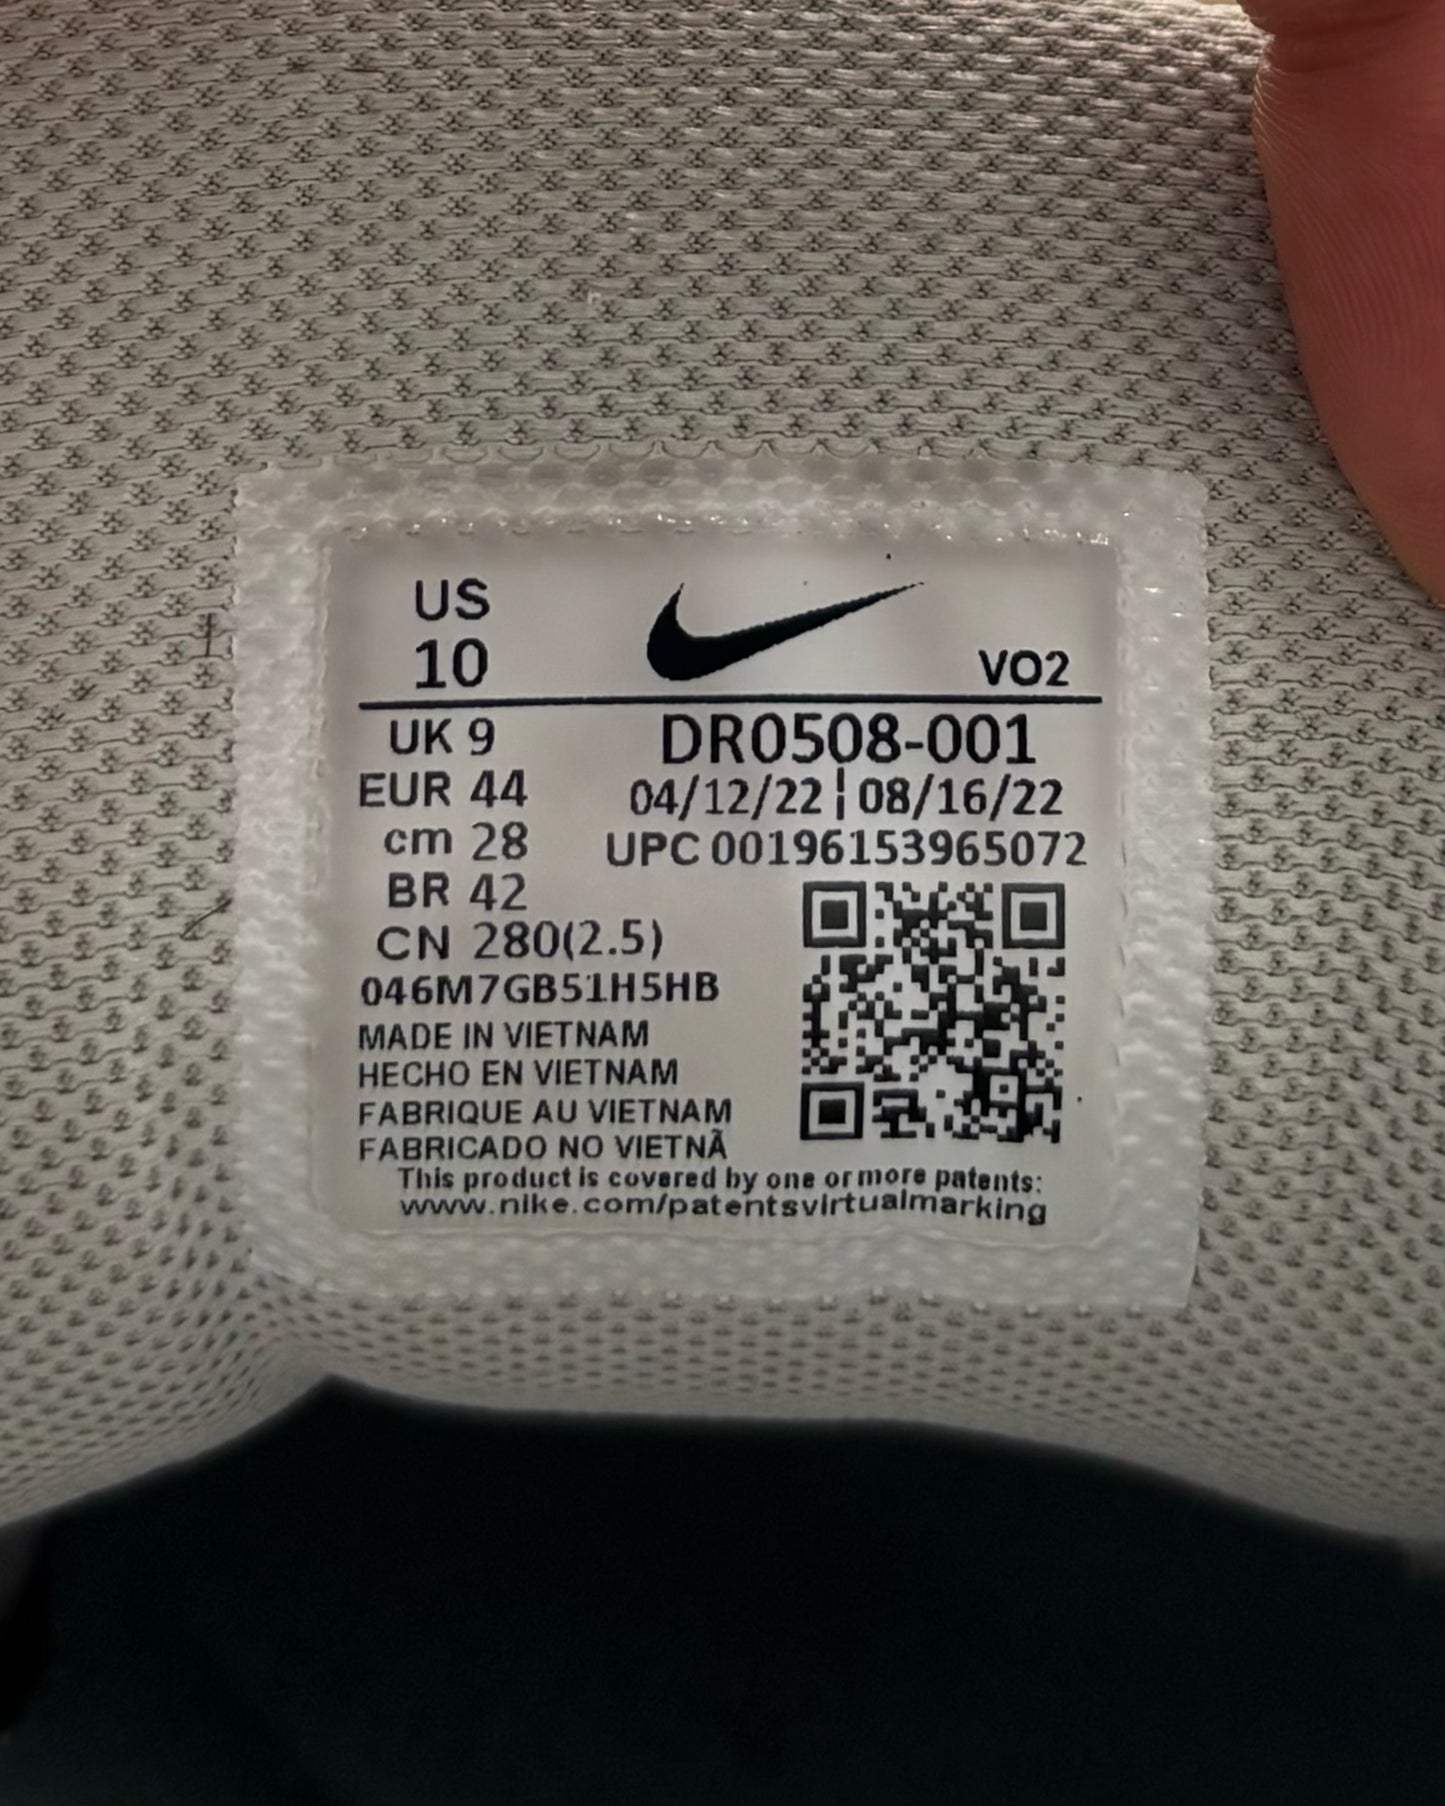 US
10
VO2
UK 9
DR0508-001
EUR 44
04/12/22 ¦ 08/16/22
cm 28
UPC 00196153965072
BR 42
CN 280(2.5)
046M7GB51H5HB
MADE IN VIETNAM
HECHO EN VIETNAM
FABRIQUE AU VIETNAM
FABRICADO NO VIETNÃ
This product is covered by one or more patents:
www.nike.com/patentsvirtualmarking